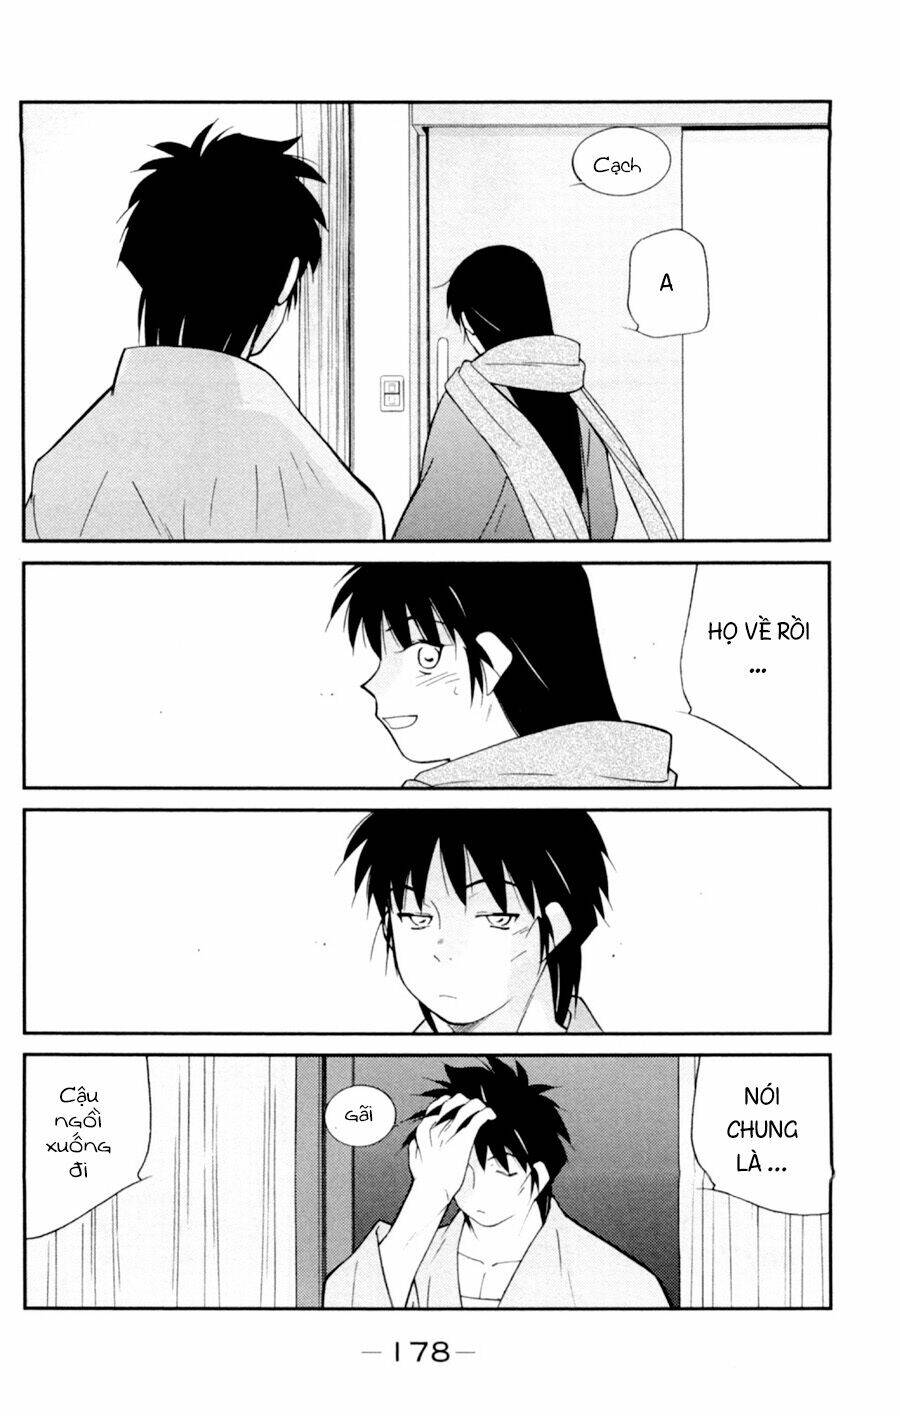 Cạch
A
HỌ VỀ RỒI
...
NÓI
CHUNG
LÀ ...
Gãi
Cậu
ngồi
xuống
đi
— 178 —